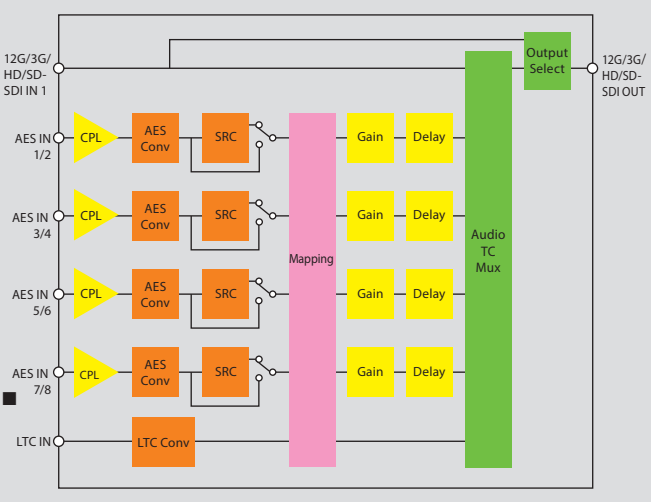 12G/3G/
HD/SD-
SDI IN 1
Output
Select
12G/3G/
HD/SD-
SDI OUT
AES IN
1/2
CPL
AES
Conv
SRC
Gain
Delay
AES IN
3/4
CPL
AES
Conv
SRC
Gain
Delay
Mapping
Audio
TC
Mux
AES IN
5/6
CPL
AES
Conv
SRC
Gain
Delay
AES IN
7/8
CPL
AES
Conv
SRC
Gain
Delay
LTC IN
LTC Conv